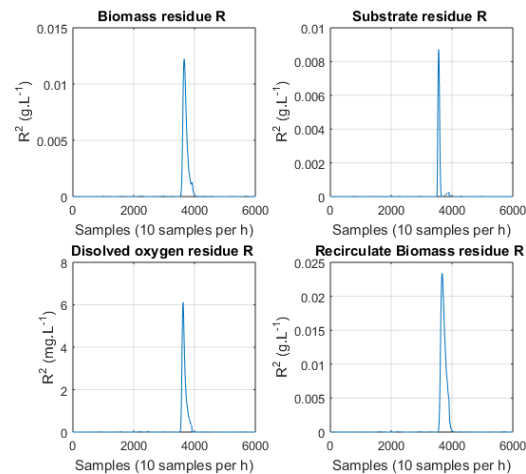 Biomass residue R
R² (g.L⁻¹)
0.015
0.01
0.005
0
0 2000 4000 6000
Samples (10 samples per h)
Substrate residue R
R² (g.L⁻¹)
0.01
0.008
0.006
0.004
0.002
0
0 2000 4000 6000
Samples (10 samples per h)
Disolved oxygen residue R
R² (mg.L⁻¹)
8
6
4
2
0
0 2000 4000 6000
Samples (10 samples per h)
Recirculate Biomass residue R
R² (g.L⁻¹)
0.025
0.02
0.015
0.01
0.005
0
0 2000 4000 6000
Samples (10 samples per h)